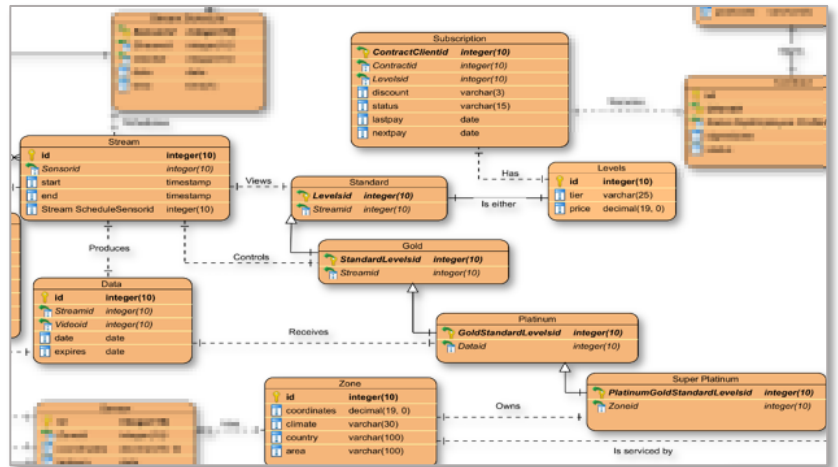 Subscription
ContractClientid integer(10)
Contractid integer(10)
Levelsid integer(10)
discount varchar(3)
status varchar(15)
lastpay date
nextpay date
Stream
id integer(10)
Sensorid integer(10)
start timestamp
end timestamp
Stream ScheduleSensorid integer(10)
Views
Standard
Levelsid integer(10)
Streamid integer(10)
Has
Is either
Levels
id integer(10)
tier varchar(25)
price decimal(19, 0)
Produces
Controls
Gold
StandardLevelsid integer(10)
Streamid integer(10)
Data
id integer(10)
Streamid integer(10)
Videoid integer(10)
date date
expires date
Receives
Platinum
GoldStandardLevelsid integer(10)
Dataid integer(10)
Super Platinum
PlatinumGoldStandardLevelsid integer(10)
Zoneid integer(10)
Zone
id integer(10)
coordinates decimal(19, 0)
climate varchar(30)
country varchar(100)
area varchar(100)
Owns
Is serviced by